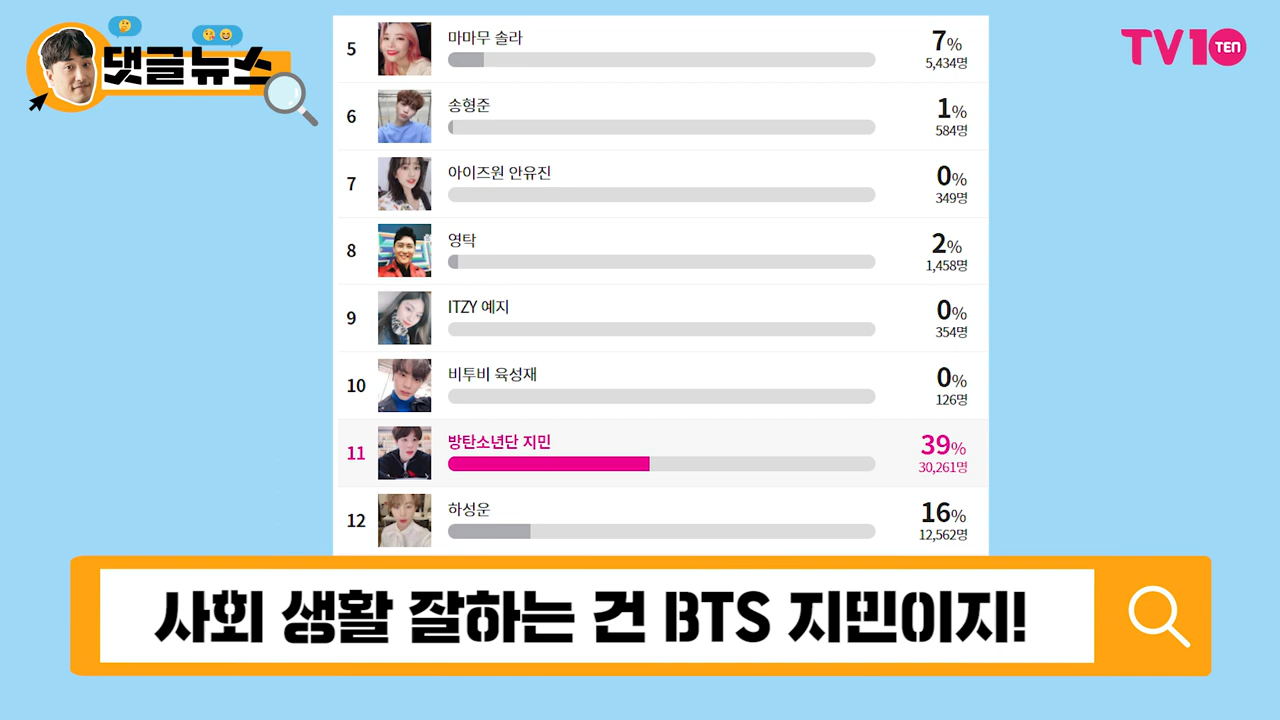 댓글뉴스
TV10 TEN
5 마마무 솔라 7% 5,434명
6 송형준 1% 584명
7 아이즈원 안유진 0% 349명
8 영탁 2% 1,458명
9 ITZY 예지 0% 354명
10 비투비 육성재 0% 126명
11 방탄소년단 지민 39% 30,261명
12 하성운 16% 12,562명
사회 생활 잘하는 건 BTS 지민이지!